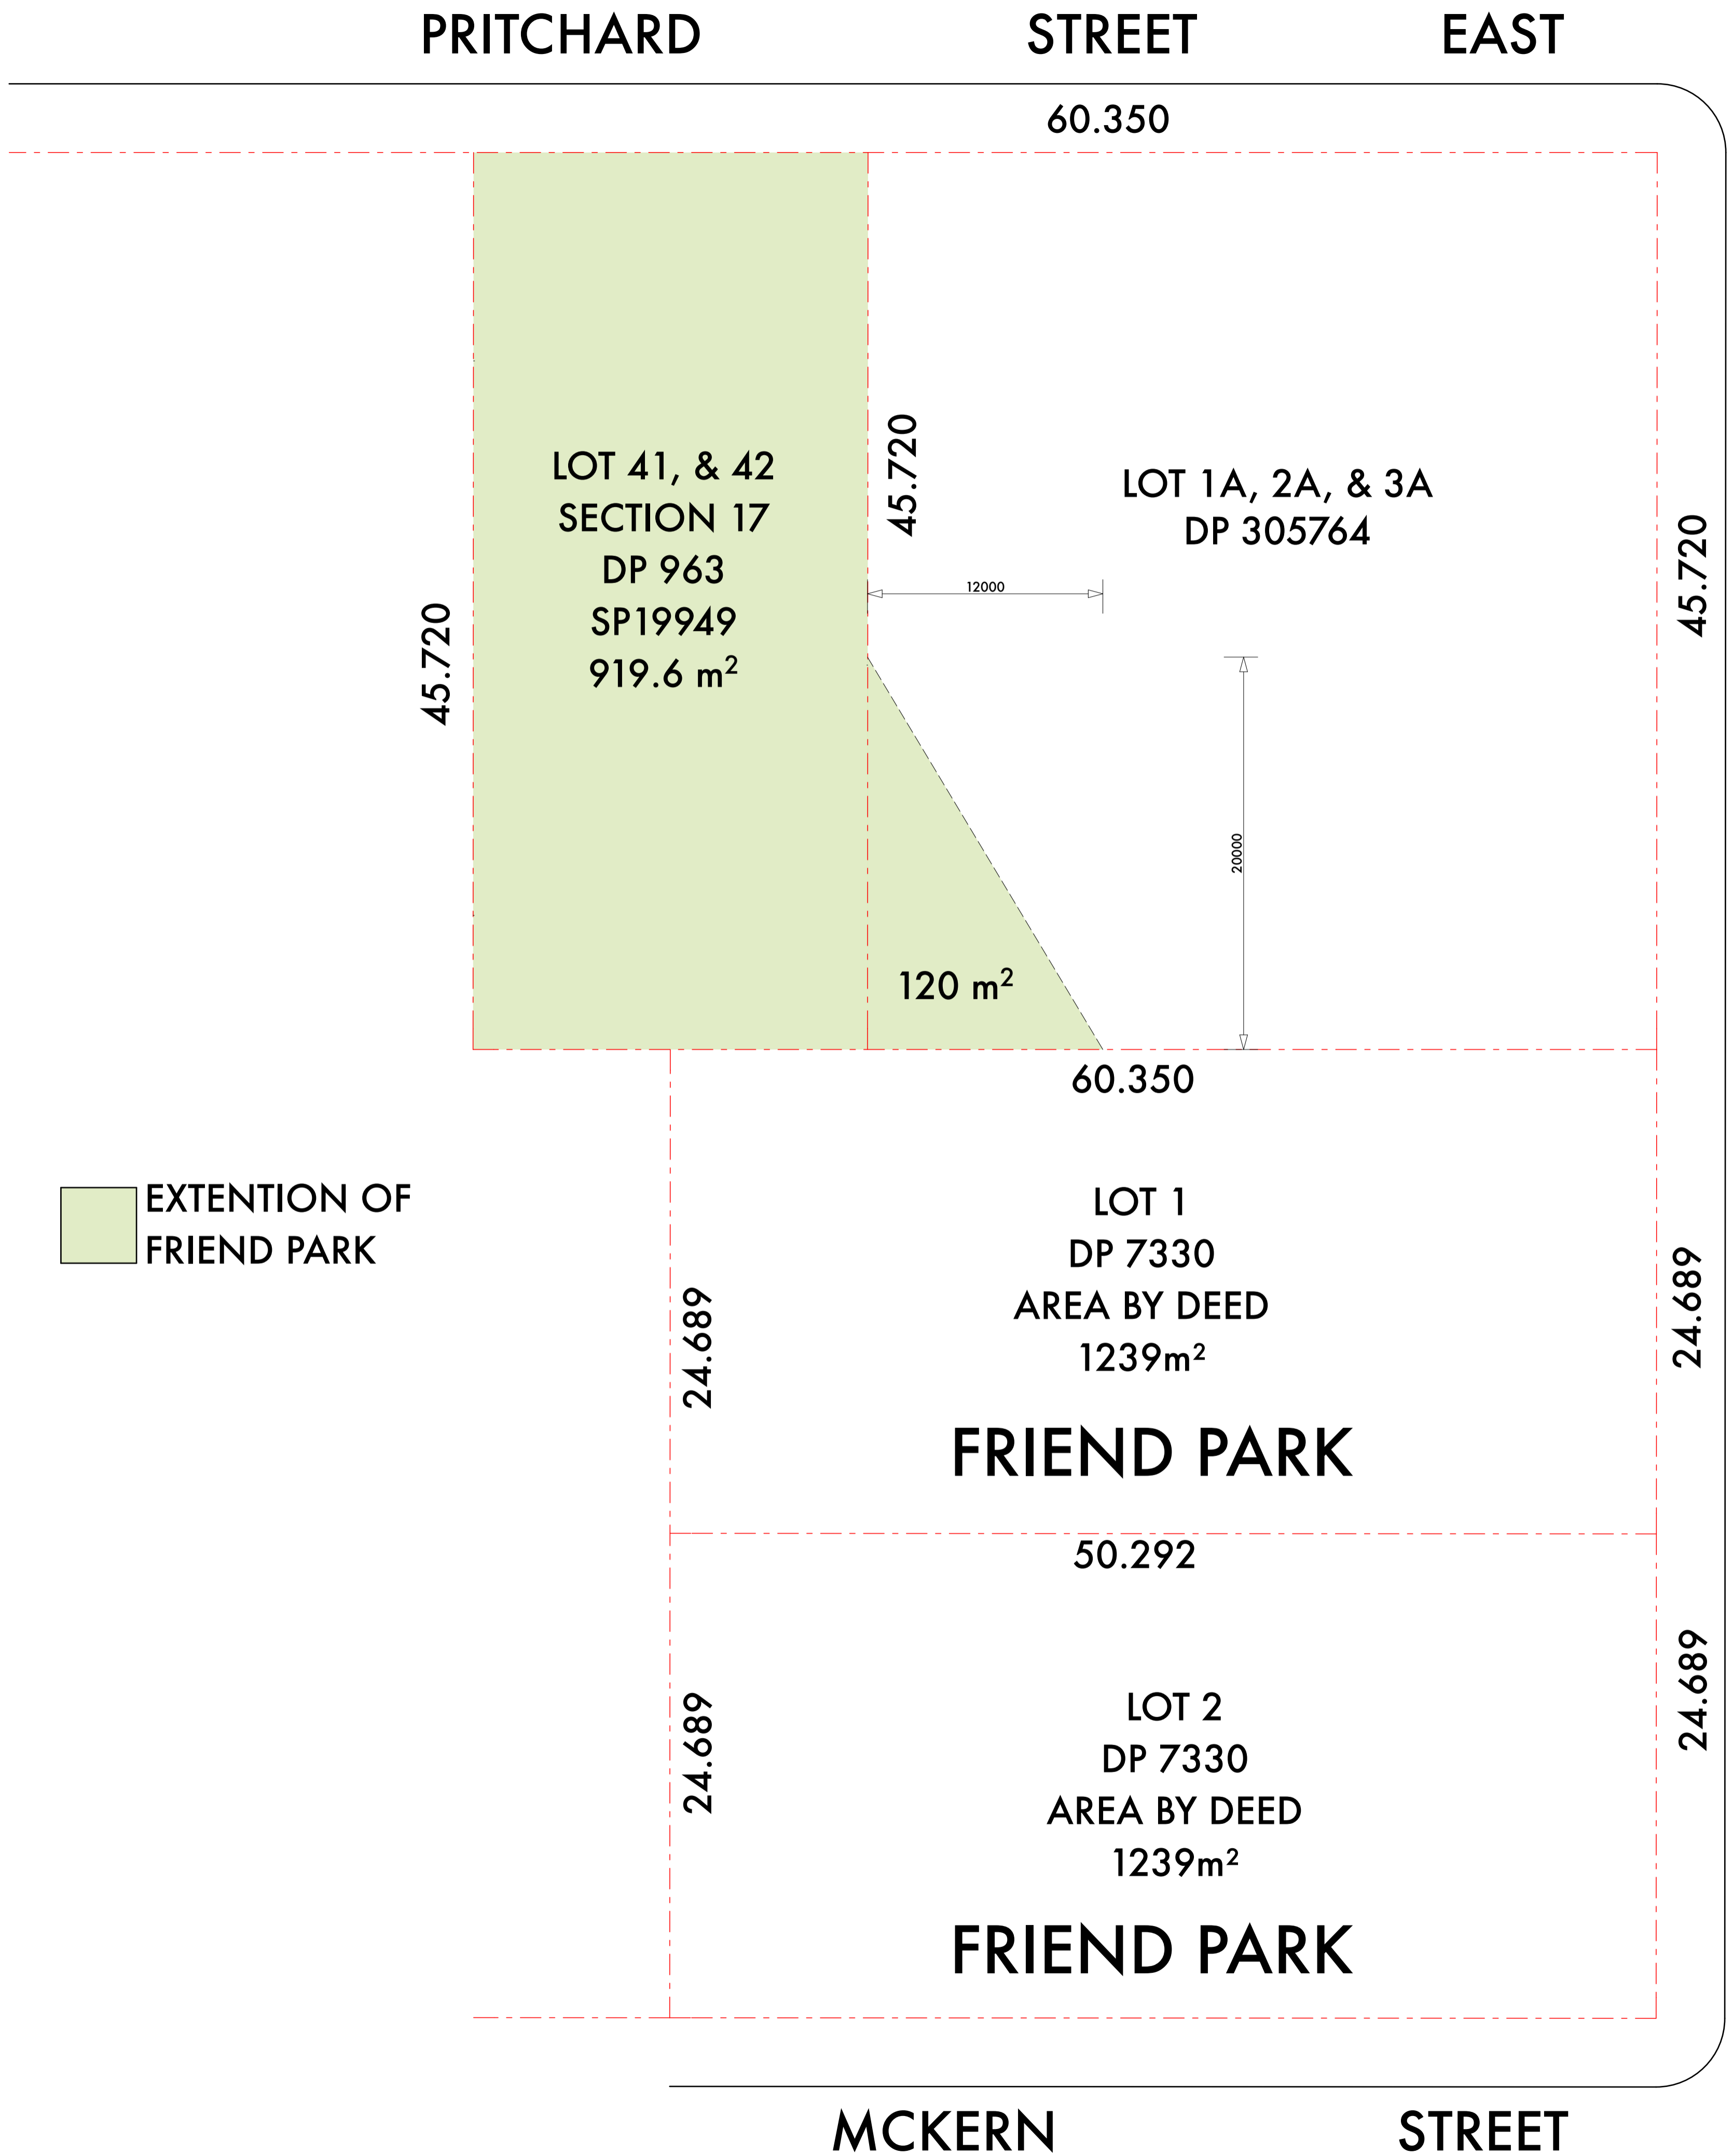 PRITCHARD STREET EAST
60.350
LOT 41, & 42
SECTION 17
DP 963
SP19949
919.6 m²
45.720
45.720
LOT 1A, 2A, & 3A
DP 305764
45.720
12000
20000
120 m²
60.350
EXTENTION OF
FRIEND PARK
LOT 1
DP 7330
AREA BY DEED
1239m²
24.689
24.689
FRIEND PARK
50.292
LOT 2
DP 7330
AREA BY DEED
1239m²
24.689
24.689
FRIEND PARK
MCKERN STREET